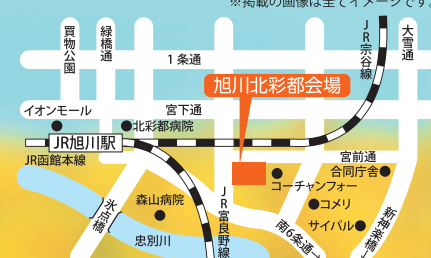 ※掲載の画像は全てイメージです。
買物公園
緑橋通
JR宗谷線
大雪通
1条通
旭川北彩都会場
イオンモール
宮下通
北彩都病院
JR旭川駅
宮前通
JR函館本線
合同庁舎
コーチャンフォー
氷点橋
森山病院
JR富良野線
コメリ
サイパル
新神楽橋
忠別川
南6条通